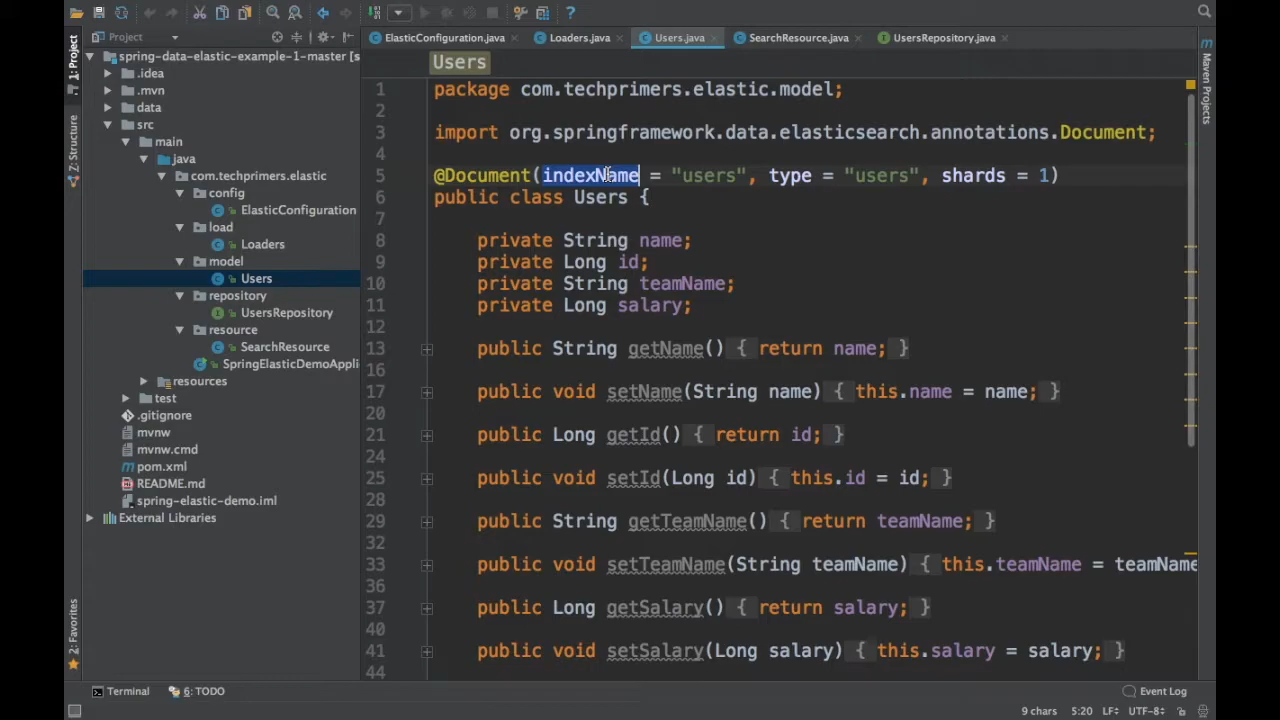 Project
ElasticConfiguration.java
Loaders.java
Users.java
SearchResource.java
UsersRepository.java
1: Project
Z: Structure
2: Favorites
Maven Projects
spring-data-elastic-example-1-master [s
.idea
.mvn
data
src
main
java
com.techprimers.elastic
config
ElasticConfiguration
load
Loaders
model
Users
repository
UsersRepository
resource
SearchResource
SpringElasticDemoAppli
resources
test
.gitignore
mvnw
mvnw.cmd
pom.xml
README.md
spring-elastic-demo.iml
External Libraries
Users
1 package com.techprimers.elastic.model;
2
3 import org.springframework.data.elasticsearch.annotations.Document;
4
5 @Document(indexName = "users", type = "users", shards = 1)
6 public class Users {
7
8 private String name;
9 private Long id;
10 private String teamName;
11 private Long salary;
12
13 public String getName() { return name; }
16
17 public void setName(String name) { this.name = name; }
20
21 public Long getId() { return id; }
24
25 public void setId(Long id) { this.id = id; }
28
29 public String getTeamName() { return teamName; }
32
33 public void setTeamName(String teamName) { this.teamName = teamName
36
37 public Long getSalary() { return salary; }
40
41 public void setSalary(Long salary) { this.salary = salary; }
44
Terminal
6: TODO
Event Log
9 chars 5:20 LF÷ UTF-8÷